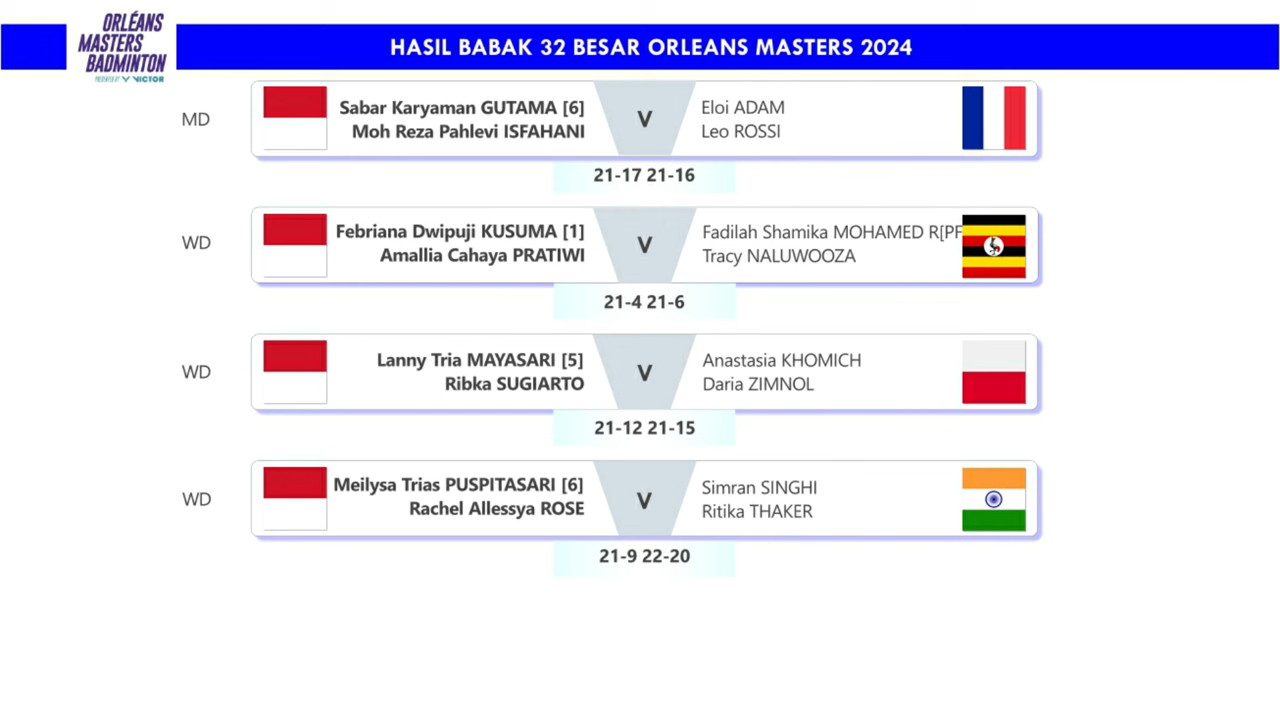 ORLÉANS
MASTERS
BADMINTON
PRESENTED BY VICTOR
HASIL BABAK 32 BESAR ORLEANS MASTERS 2024
MD
Sabar Karyaman GUTAMA [6]
Moh Reza Pahlevi ISFAHANI
V
Eloi ADAM
Leo ROSSI
21-17 21-16
WD
Febriana Dwipuji KUSUMA [1]
Amallia Cahaya PRATIWI
V
Fadilah Shamika MOHAMED R[PF
Tracy NALUWOOZA
21-4 21-6
WD
Lanny Tria MAYASARI [5]
Ribka SUGIARTO
V
Anastasia KHOMICH
Daria ZIMNOL
21-12 21-15
WD
Meilysa Trias PUSPITASARI [6]
Rachel Allessya ROSE
V
Simran SINGHI
Ritika THAKER
21-9 22-20